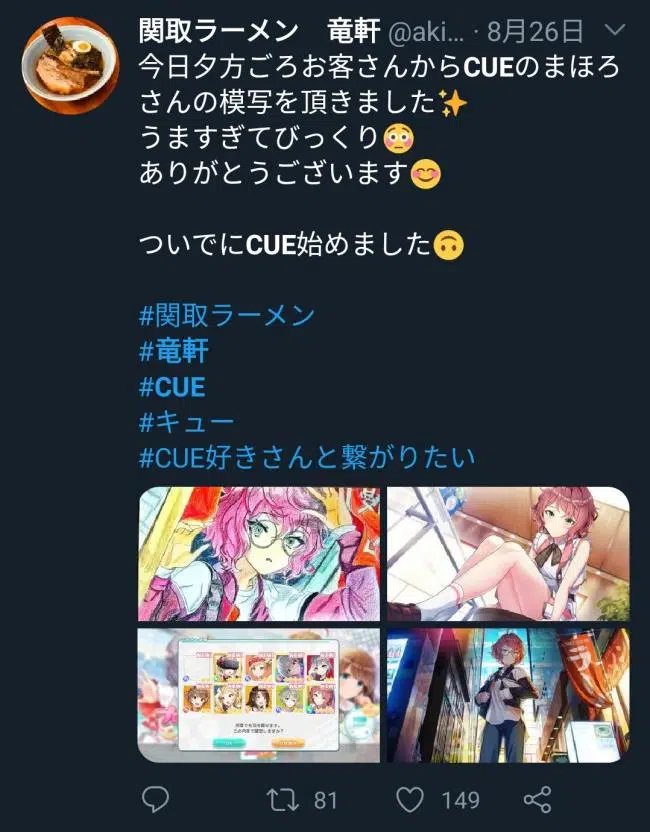 関取ラーメン　竜軒 @aki... · 8月26日
今日夕方ごろお客さんからCUEのまほろ
さんの模写を頂きました✨
うますぎてびっくり😳
ありがとうございます😊
ついでにCUE始めました🙃
#関取ラーメン
#竜軒
#CUE
#キュー
#CUE好きさんと繋がりたい
ラー
81
149